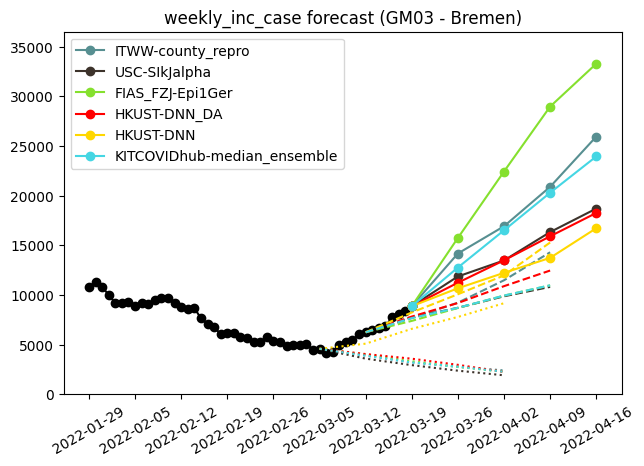 weekly_inc_case forecast (GM03 - Bremen)
35000
30000
25000
20000
15000
10000
5000
0
ITWW-county_repro
USC-SIkJalpha
FIAS_FZJ-Epi1Ger
HKUST-DNN_DA
HKUST-DNN
KITCOVIDhub-median_ensemble
2022-01-29
2022-02-05
2022-02-12
2022-02-19
2022-02-26
2022-03-05
2022-03-12
2022-03-19
2022-03-26
2022-04-02
2022-04-09
2022-04-16